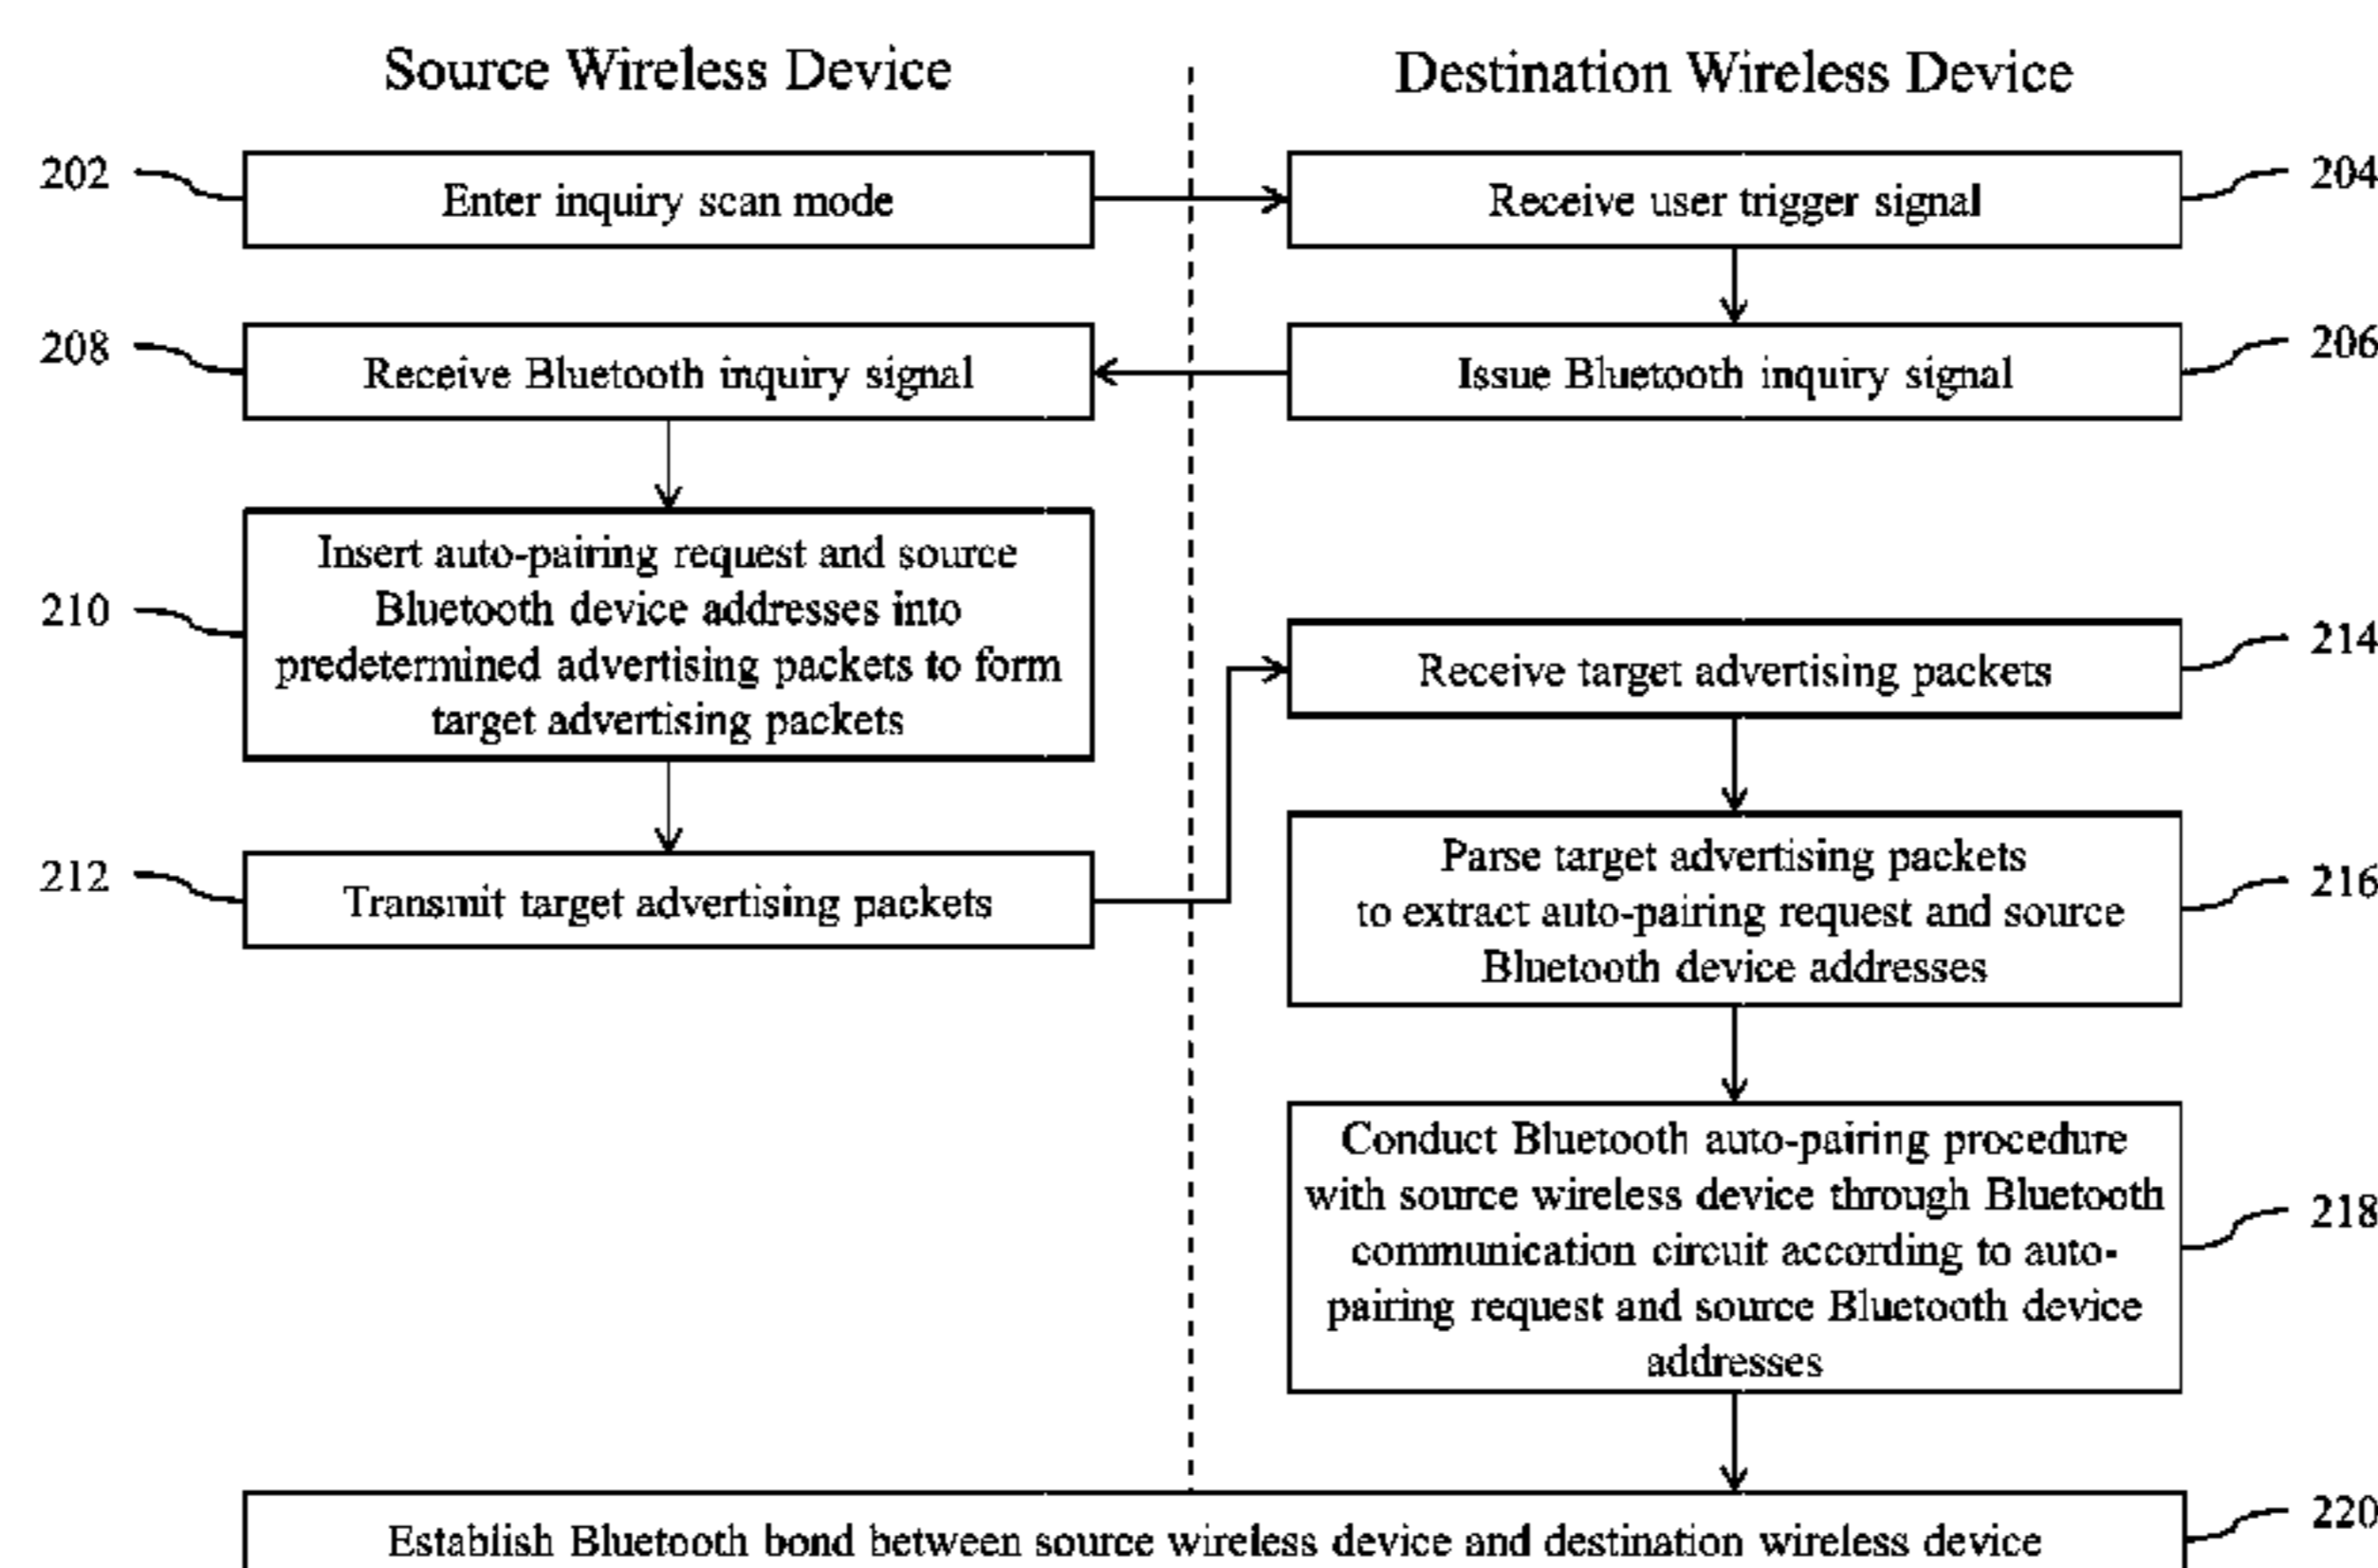 Source Wireless Device
Destination Wireless Device
202
Enter inquiry scan mode
Receive user trigger signal
204
208
Receive Bluetooth inquiry signal
Issue Bluetooth inquiry signal
206
210
Insert auto-pairing request and source
Bluetooth device addresses into
predetermined advertising packets to form
target advertising packets
212
Transmit target advertising packets
Receive target advertising packets
214
Parse target advertising packets
to extract auto-pairing request and source
Bluetooth device addresses
216
Conduct Bluetooth auto-pairing procedure
with source wireless device through Bluetooth
communication circuit according to auto-
pairing request and source Bluetooth device
addresses
218
Establish Bluetooth bond between source wireless device and destination wireless device
220